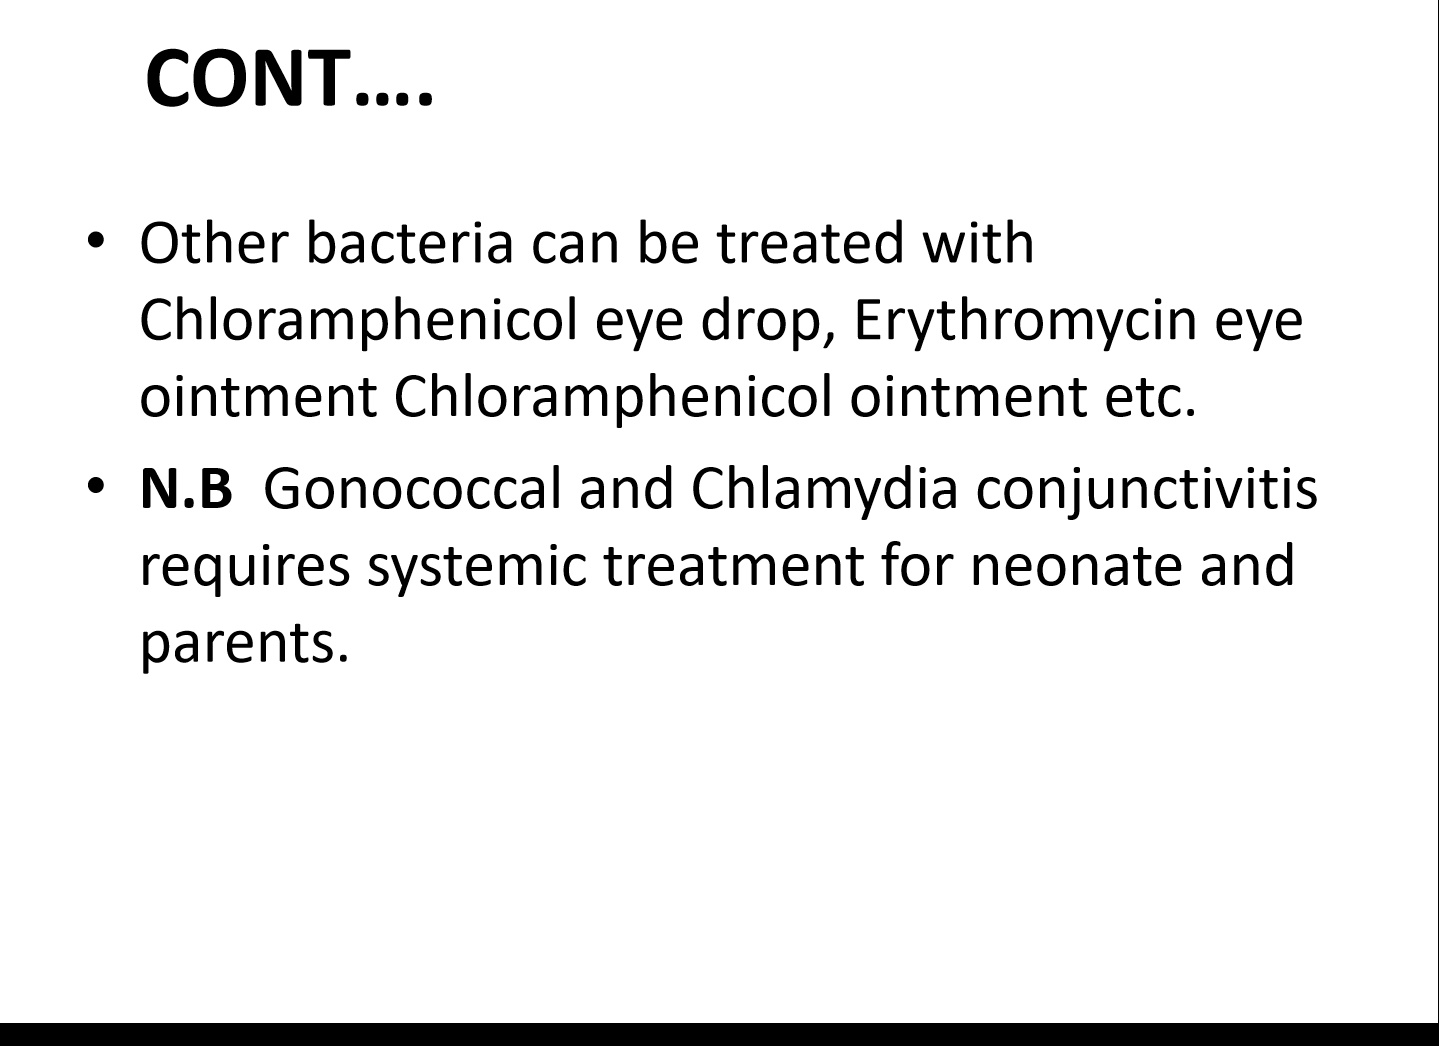 CONT….
• Other bacteria can be treated with
Chloramphenicol eye drop, Erythromycin eye
ointment Chloramphenicol ointment etc.
• N.B  Gonococcal and Chlamydia conjunctivitis
requires systemic treatment for neonate and
parents.